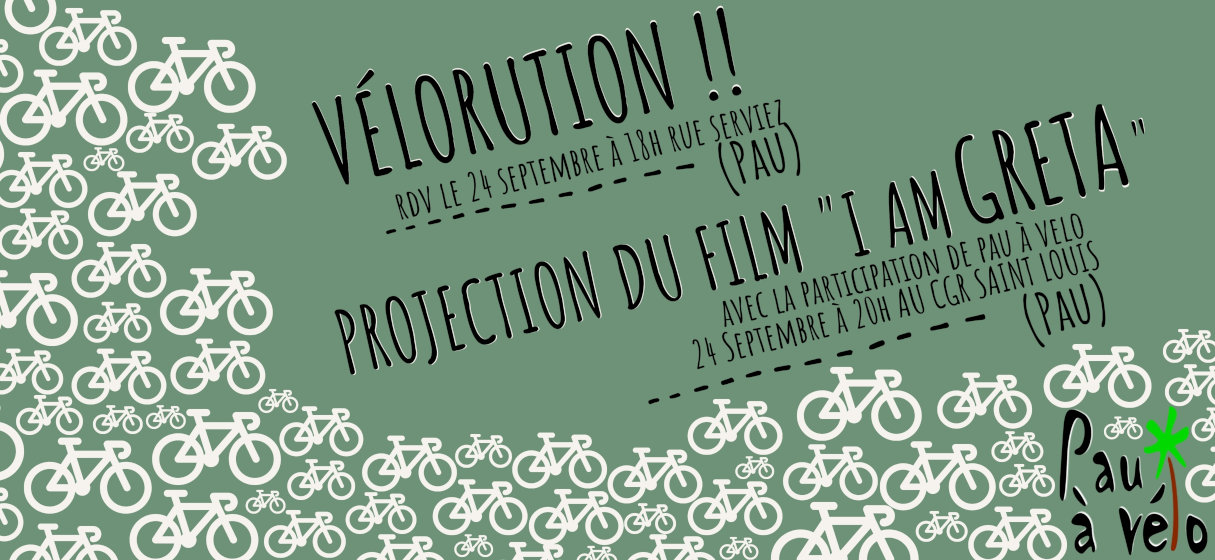 VÉLORUTION !!
RDV LE 24 SEPTEMBRE À 18H RUE SERVIEZ
(PAU)
PROJECTION DU FILM "I AM GRETA"
AVEC LA PARTICIPATION DE PAU À VELO
24 SEPTEMBRE À 20H AU CGR SAINT LOUIS
(PAU)
Pau
à vélo